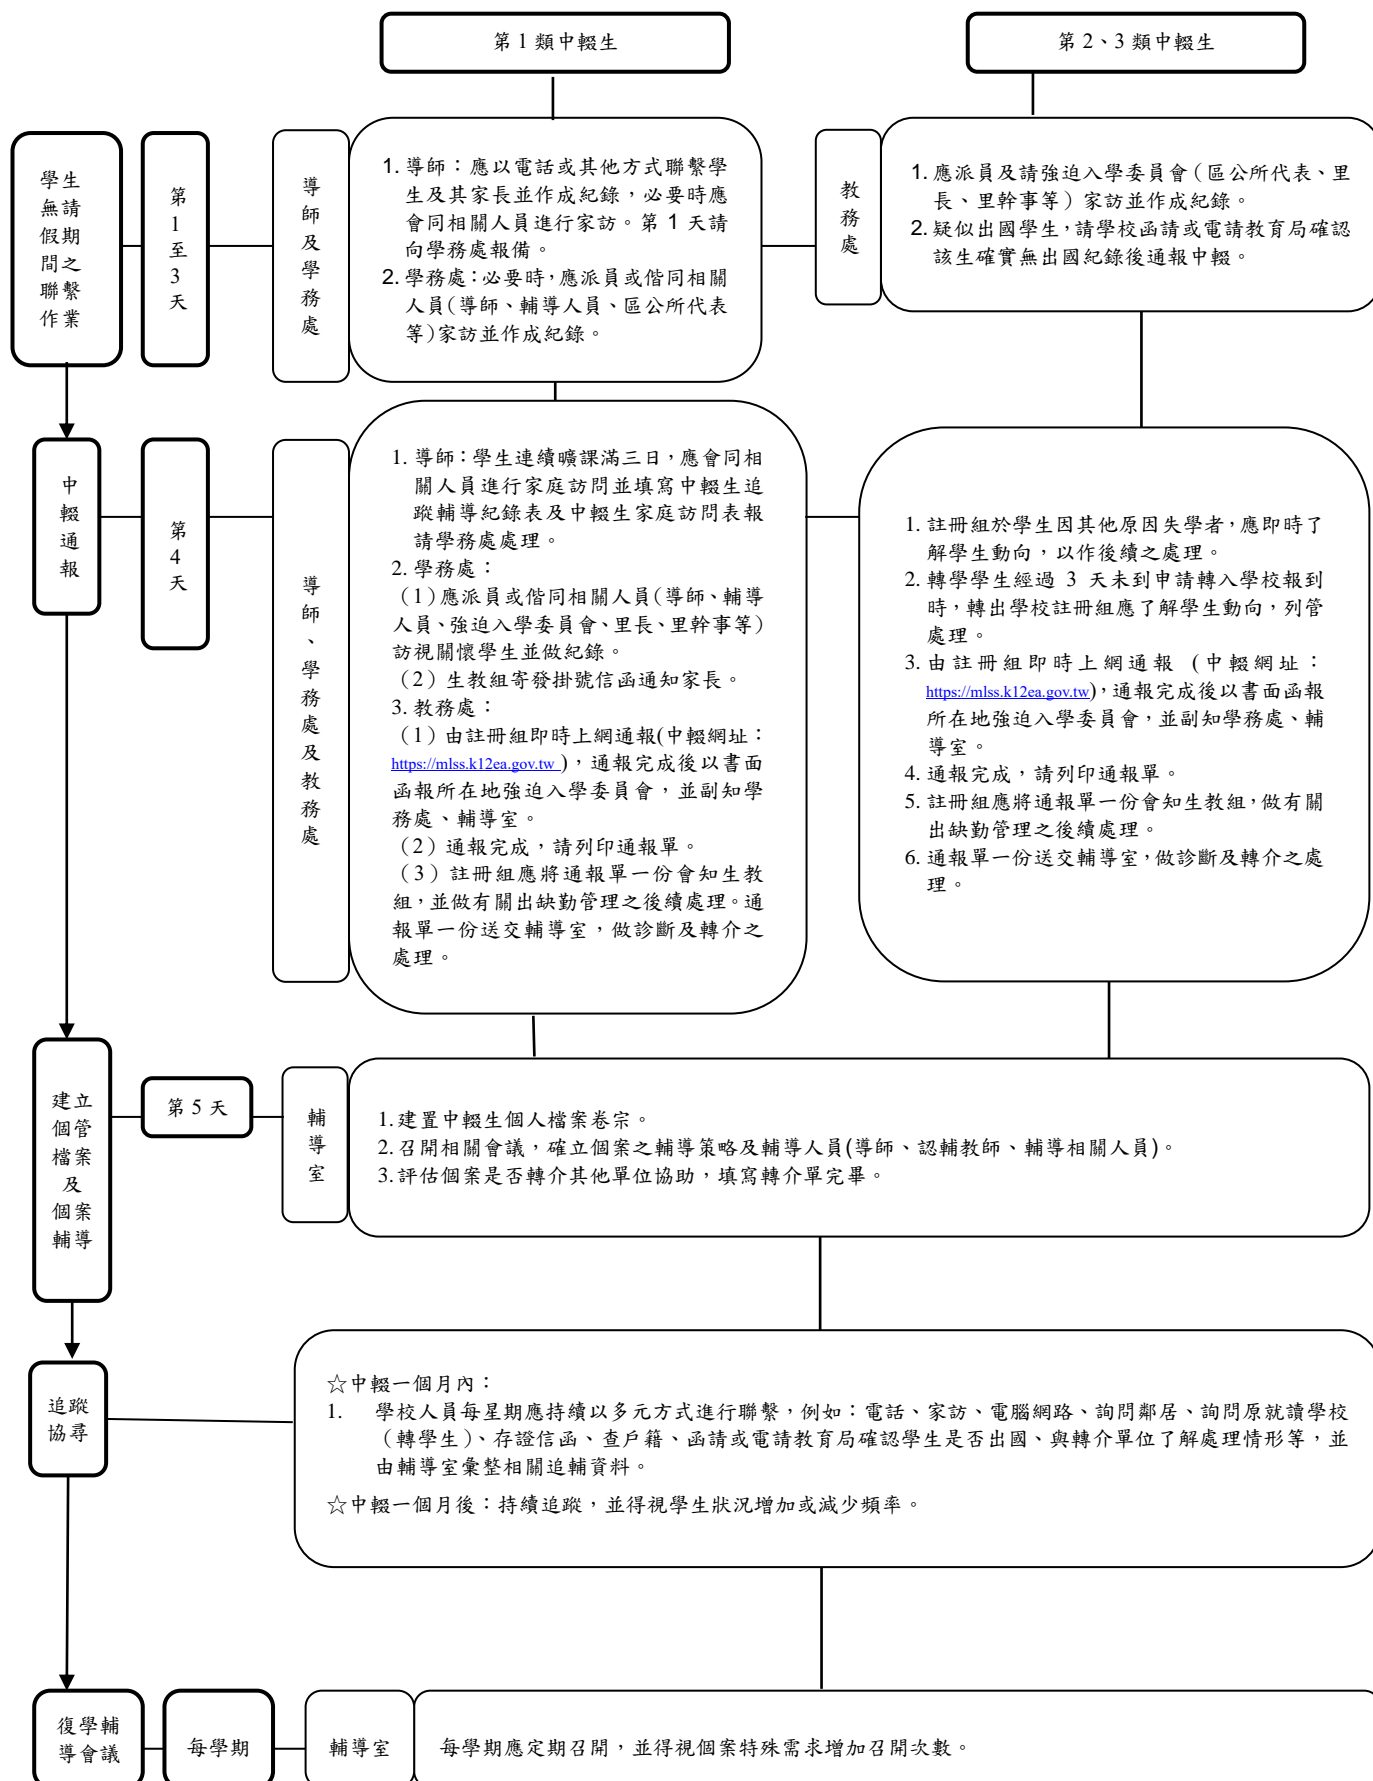 第 1 類中輟生
第 2、3 類中輟生
學生
無請
假期
間之
聯繫
作業
第
1
至
3
天
導
師
及
學
務
處
1. 導師：應以電話或其他方式聯繫學
生及其家長並作成紀錄，必要時應
會同相關人員進行家訪。第 1 天請
向學務處報備。
2. 學務處：必要時，應派員或偕同相關
人員(導師、輔導人員、區公所代表
等)家訪並作成紀錄。
教
務
處
1. 應派員及請強迫入學委員會（區公所代表、里
長、里幹事等）家訪並作成紀錄。
2. 疑似出國學生，請學校函請或電請教育局確認
該生確實無出國紀錄後通報中輟。
中
輟
通
報
第
4
天
導
師
、
學
務
處
及
教
務
處
1. 導師：學生連續曠課滿三日，應會同相
關人員進行家庭訪問並填寫中輟生追
蹤輔導紀錄表及中輟生家庭訪問表報
請學務處處理。
2. 學務處：
（1）應派員或偕同相關人員(導師、輔導
人員、強迫入學委員會、里長、里幹事等)
訪視關懷學生並做紀錄。
（2）生教組寄發掛號信函通知家長。
3. 教務處：
（1）由註冊組即時上網通報(中輟網址：
https://mlss.k12ea.gov.tw )，通報完成後以書面
函報所在地強迫入學委員會，並副知學
務處、輔導室。
（2）通報完成，請列印通報單。
（3）註冊組應將通報單一份會知生教
組，並做有關出缺勤管理之後續處理。通
報單一份送交輔導室，做診斷及轉介之
處理。
1. 註冊組於學生因其他原因失學者，應即時了
解學生動向，以作後續之處理。
2. 轉學學生經過 3 天未到申請轉入學校報到
時，轉出學校註冊組應了解學生動向，列管
處理。
3. 由註冊組即時上網通報 (中輟網址：
https://mlss.k12ea.gov.tw)，通報完成後以書面函報
所在地強迫入學委員會，並副知學務處、輔
導室。
4. 通報完成，請列印通報單。
5. 註冊組應將通報單一份會知生教組，做有關
出缺勤管理之後續處理。
6. 通報單一份送交輔導室，做診斷及轉介之處
理。
建立
個管
檔案
及
個案
輔導
第 5 天
輔
導
室
1.建置中輟生個人檔案卷宗。
2.召開相關會議，確立個案之輔導策略及輔導人員(導師、認輔教師、輔導相關人員)。
3.評估個案是否轉介其他單位協助，填寫轉介單完畢。
追蹤
協尋
☆中輟一個月內：
1. 學校人員每星期應持續以多元方式進行聯繫，例如：電話、家訪、電腦網路、詢問鄰居、詢問原就讀學校
（轉學生）、存證信函、查戶籍、函請或電請教育局確認學生是否出國、與轉介單位了解處理情形等，並
由輔導室彙整相關追輔資料。
☆中輟一個月後：持續追蹤，並得視學生狀況增加或減少頻率。
復學輔
導會議
每學期
輔導室
每學期應定期召開，並得視個案特殊需求增加召開次數。